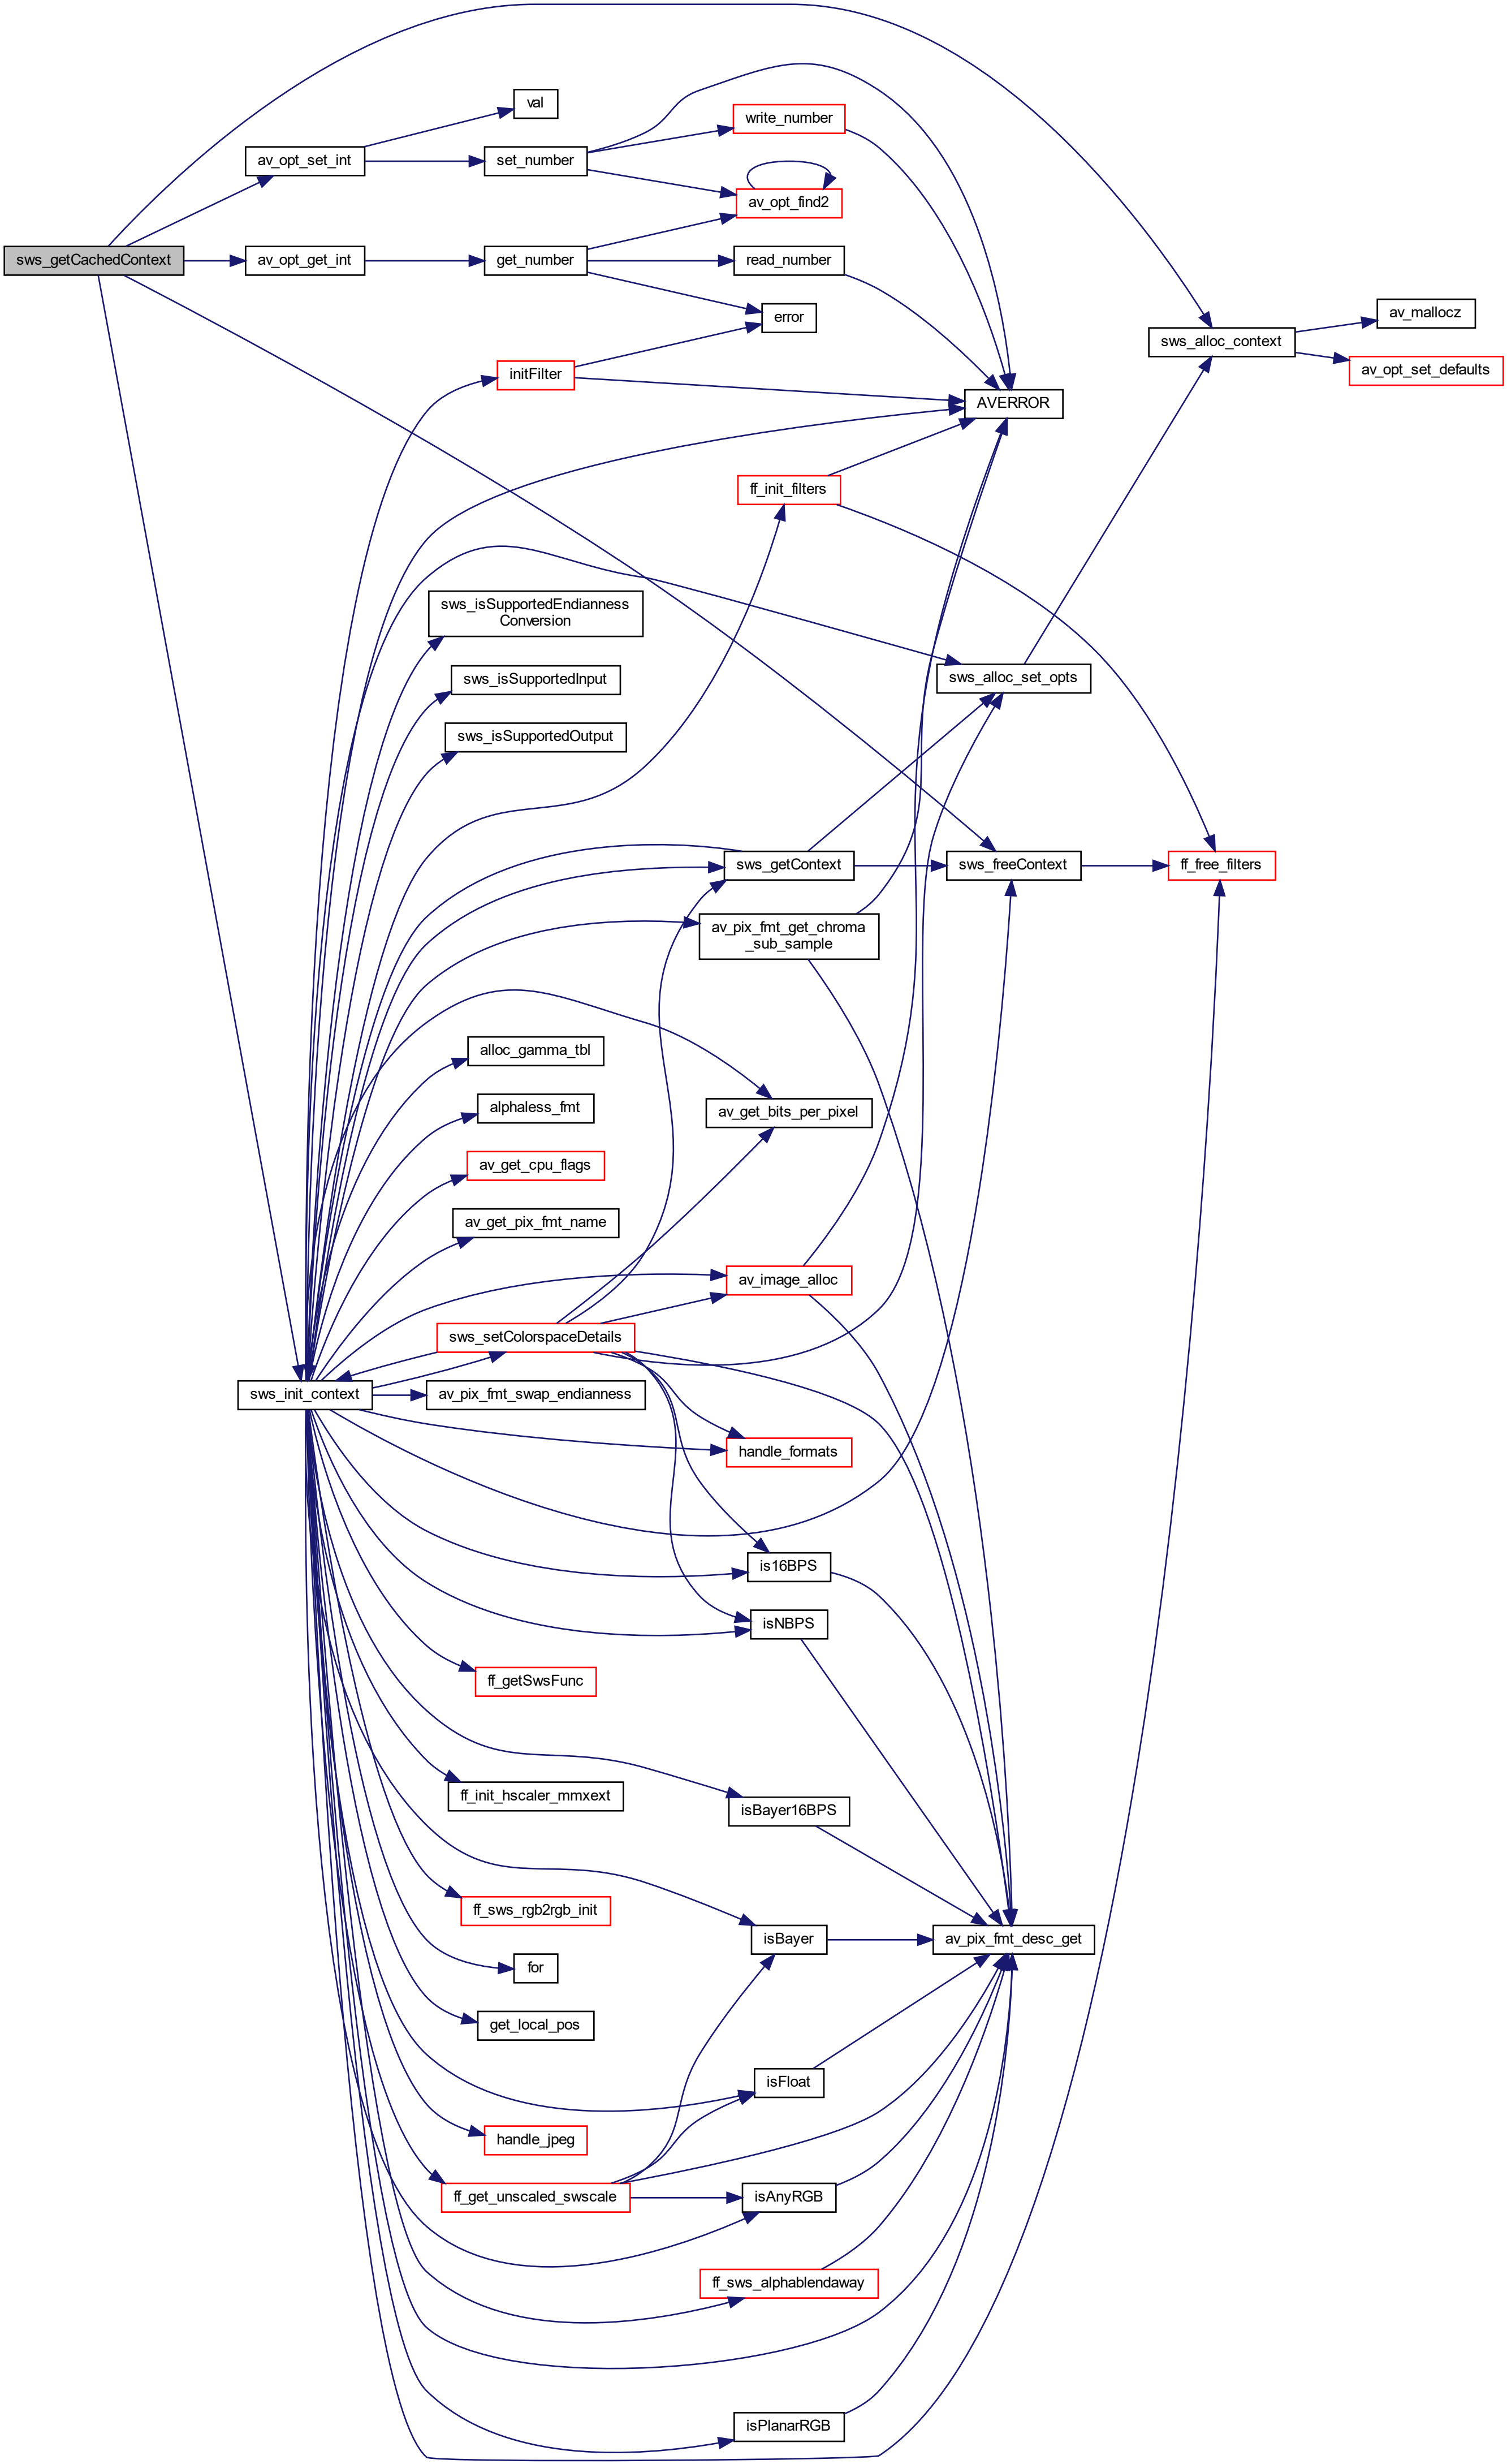 val
write_number
av_opt_set_int
set_number
av_opt_find2
sws_getCachedContext
av_opt_get_int
get_number
read_number
error
av_mallocz
sws_alloc_context
av_opt_set_defaults
initFilter
AVERROR
ff_init_filters
sws_isSupportedEndianness
Conversion
sws_isSupportedInput
sws_alloc_set_opts
sws_isSupportedOutput
sws_getContext
sws_freeContext
ff_free_filters
av_pix_fmt_get_chroma
_sub_sample
alloc_gamma_tbl
alphaless_fmt
av_get_bits_per_pixel
av_get_cpu_flags
av_get_pix_fmt_name
av_image_alloc
sws_setColorspaceDetails
sws_init_context
av_pix_fmt_swap_endianness
handle_formats
is16BPS
isNBPS
ff_getSwsFunc
ff_init_hscaler_mmxext
isBayer16BPS
ff_sws_rgb2rgb_init
isBayer
av_pix_fmt_desc_get
for
get_local_pos
isFloat
handle_jpeg
ff_get_unscaled_swscale
isAnyRGB
ff_sws_alphablendaway
isPlanarRGB